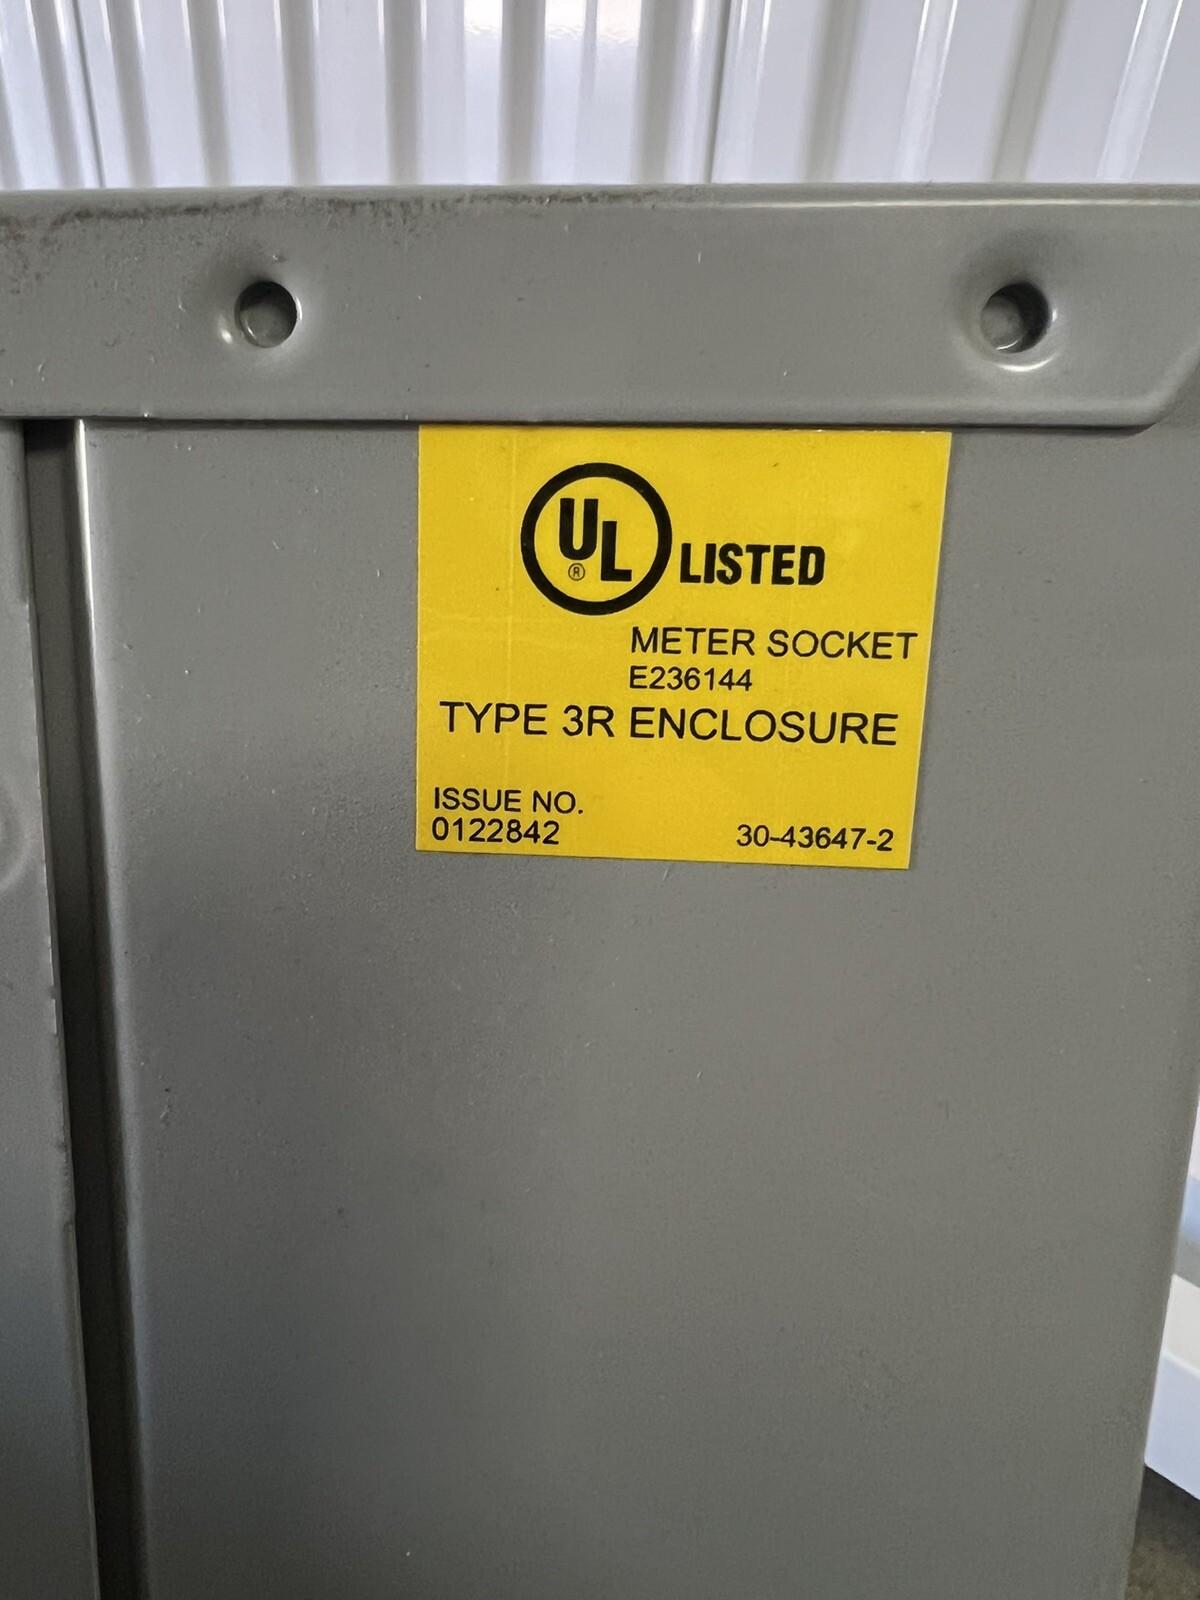 UL® LISTED
METER SOCKET
E236144
TYPE 3R ENCLOSURE
ISSUE NO.
0122842 30-43647-2